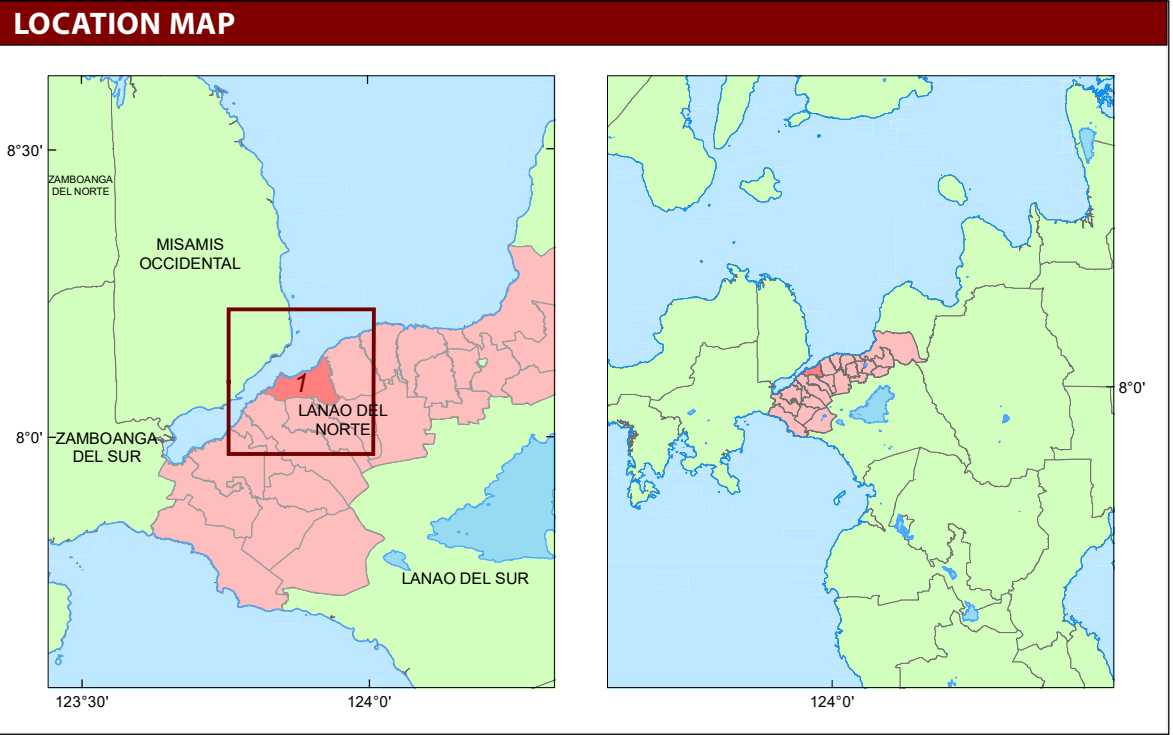 LOCATION MAP
8°30'
ZAMBOANGA
DEL NORTE
MISAMIS
OCCIDENTAL
1
LANAO DEL
NORTE
8°0'
ZAMBOANGA
DEL SUR
LANAO DEL SUR
123°30'
124°0'
8°0'
124°0'